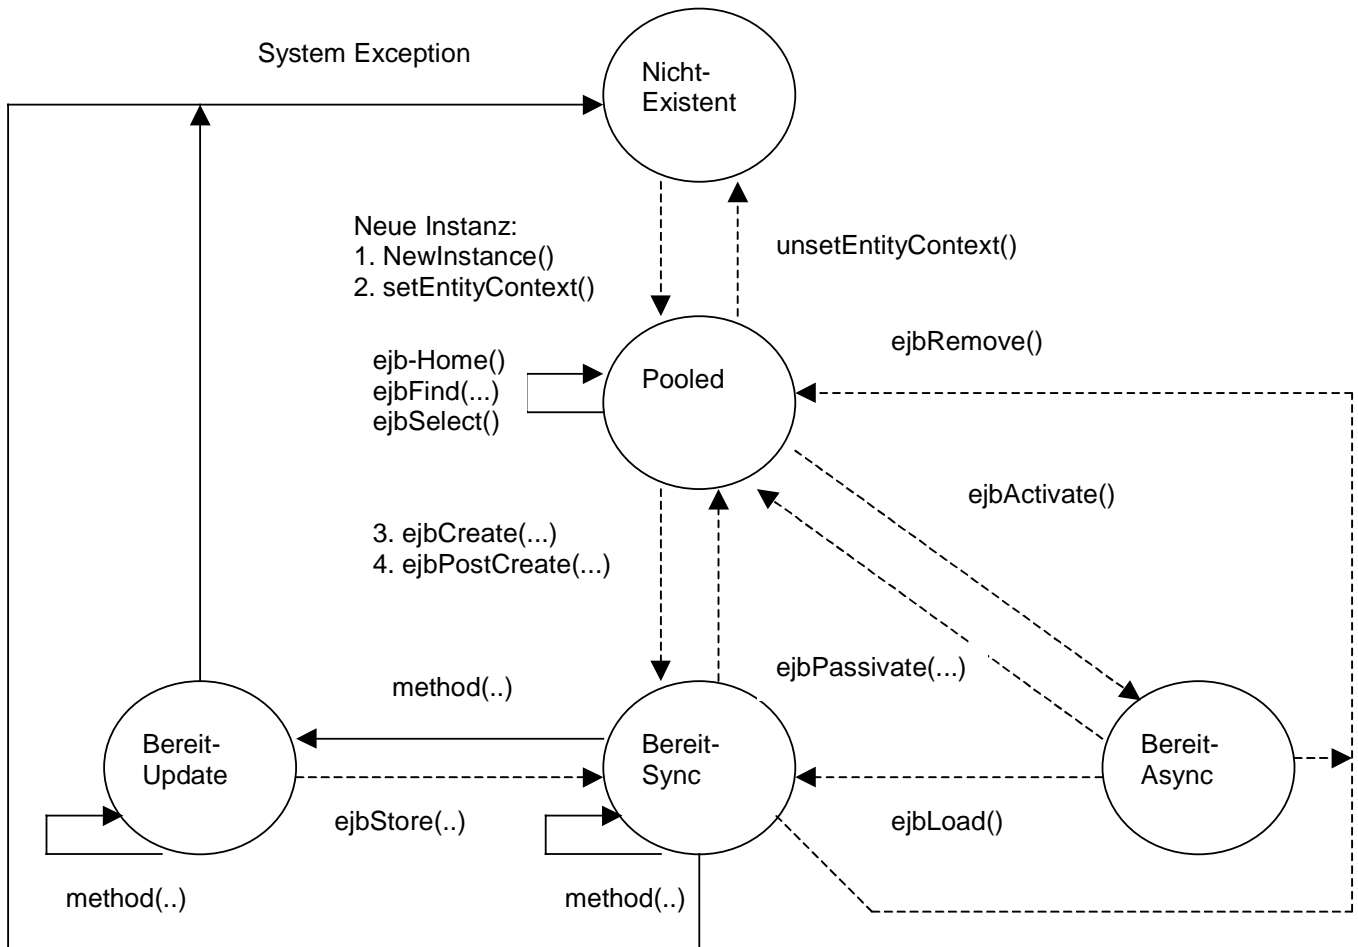 System Exception
Nicht-
Existent
Neue Instanz:
1. NewInstance()
2. setEntityContext()
unsetEntityContext()
ejbRemove()
ejb-Home()
ejbFind(...)
ejbSelect()
Pooled
ejbActivate()
3. ejbCreate(...)
4. ejbPostCreate(...)
ejbPassivate(...)
method(..)
Bereit-
Update
Bereit-
Sync
Bereit-
Async
ejbStore(..)
ejbLoad()
method(..)
method(..)